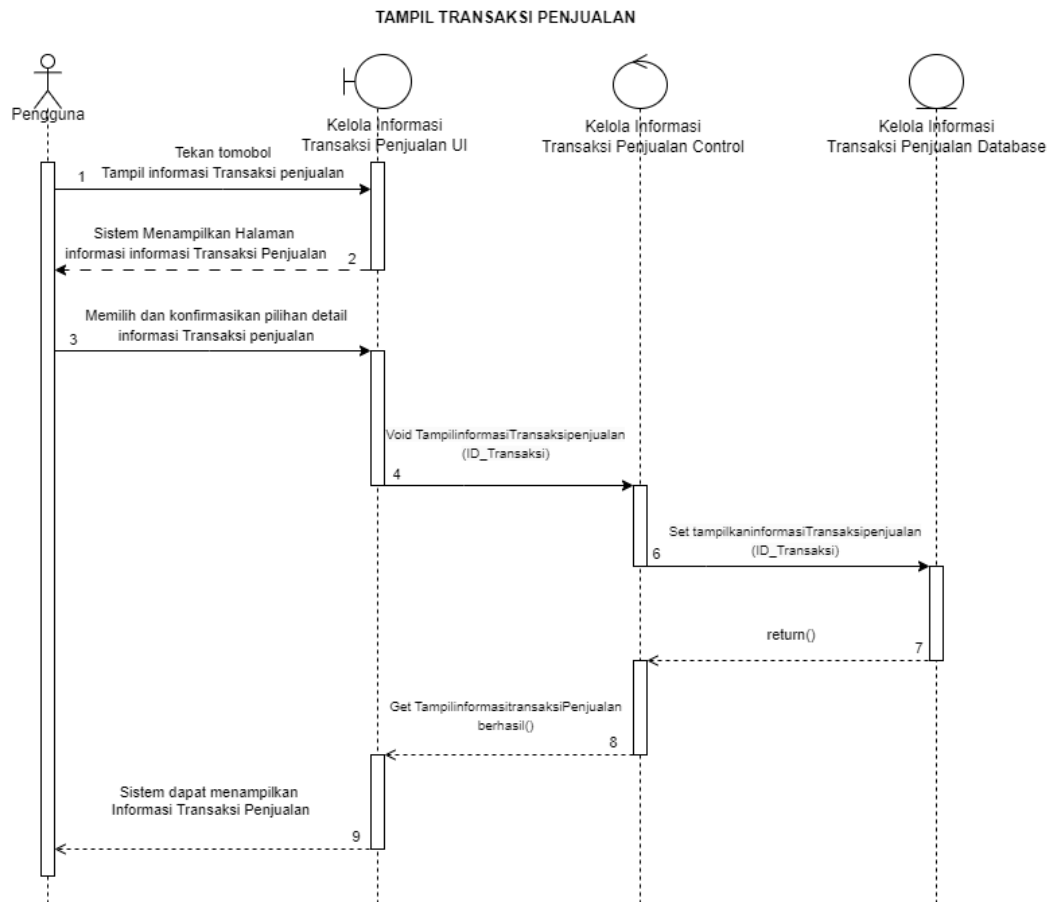 TAMPIL TRANSAKSI PENJUALAN
Pengguna
Kelola Informasi
Transaksi Penjualan UI
Kelola Informasi
Transaksi Penjualan Control
Kelola Informasi
Transaksi Penjualan Database
Tekan tomobol
1 Tampil informasi Transaksi penjualan
Sistem Menampilkan Halaman
informasi informasi Transaksi Penjualan
2
Memilih dan konfirmasikan pilihan detail
3 informasi Transaksi penjualan
Void TampilinformasiTransaksipenjualan
(ID_Transaksi)
4
Set tampilkaninformasiTransaksipenjualan
6 (ID_Transaksi)
return()
7
Get TampilinformasitransaksiPenjualan
berhasil()
8
Sistem dapat menampilkan
Informasi Transaksi Penjualan
9